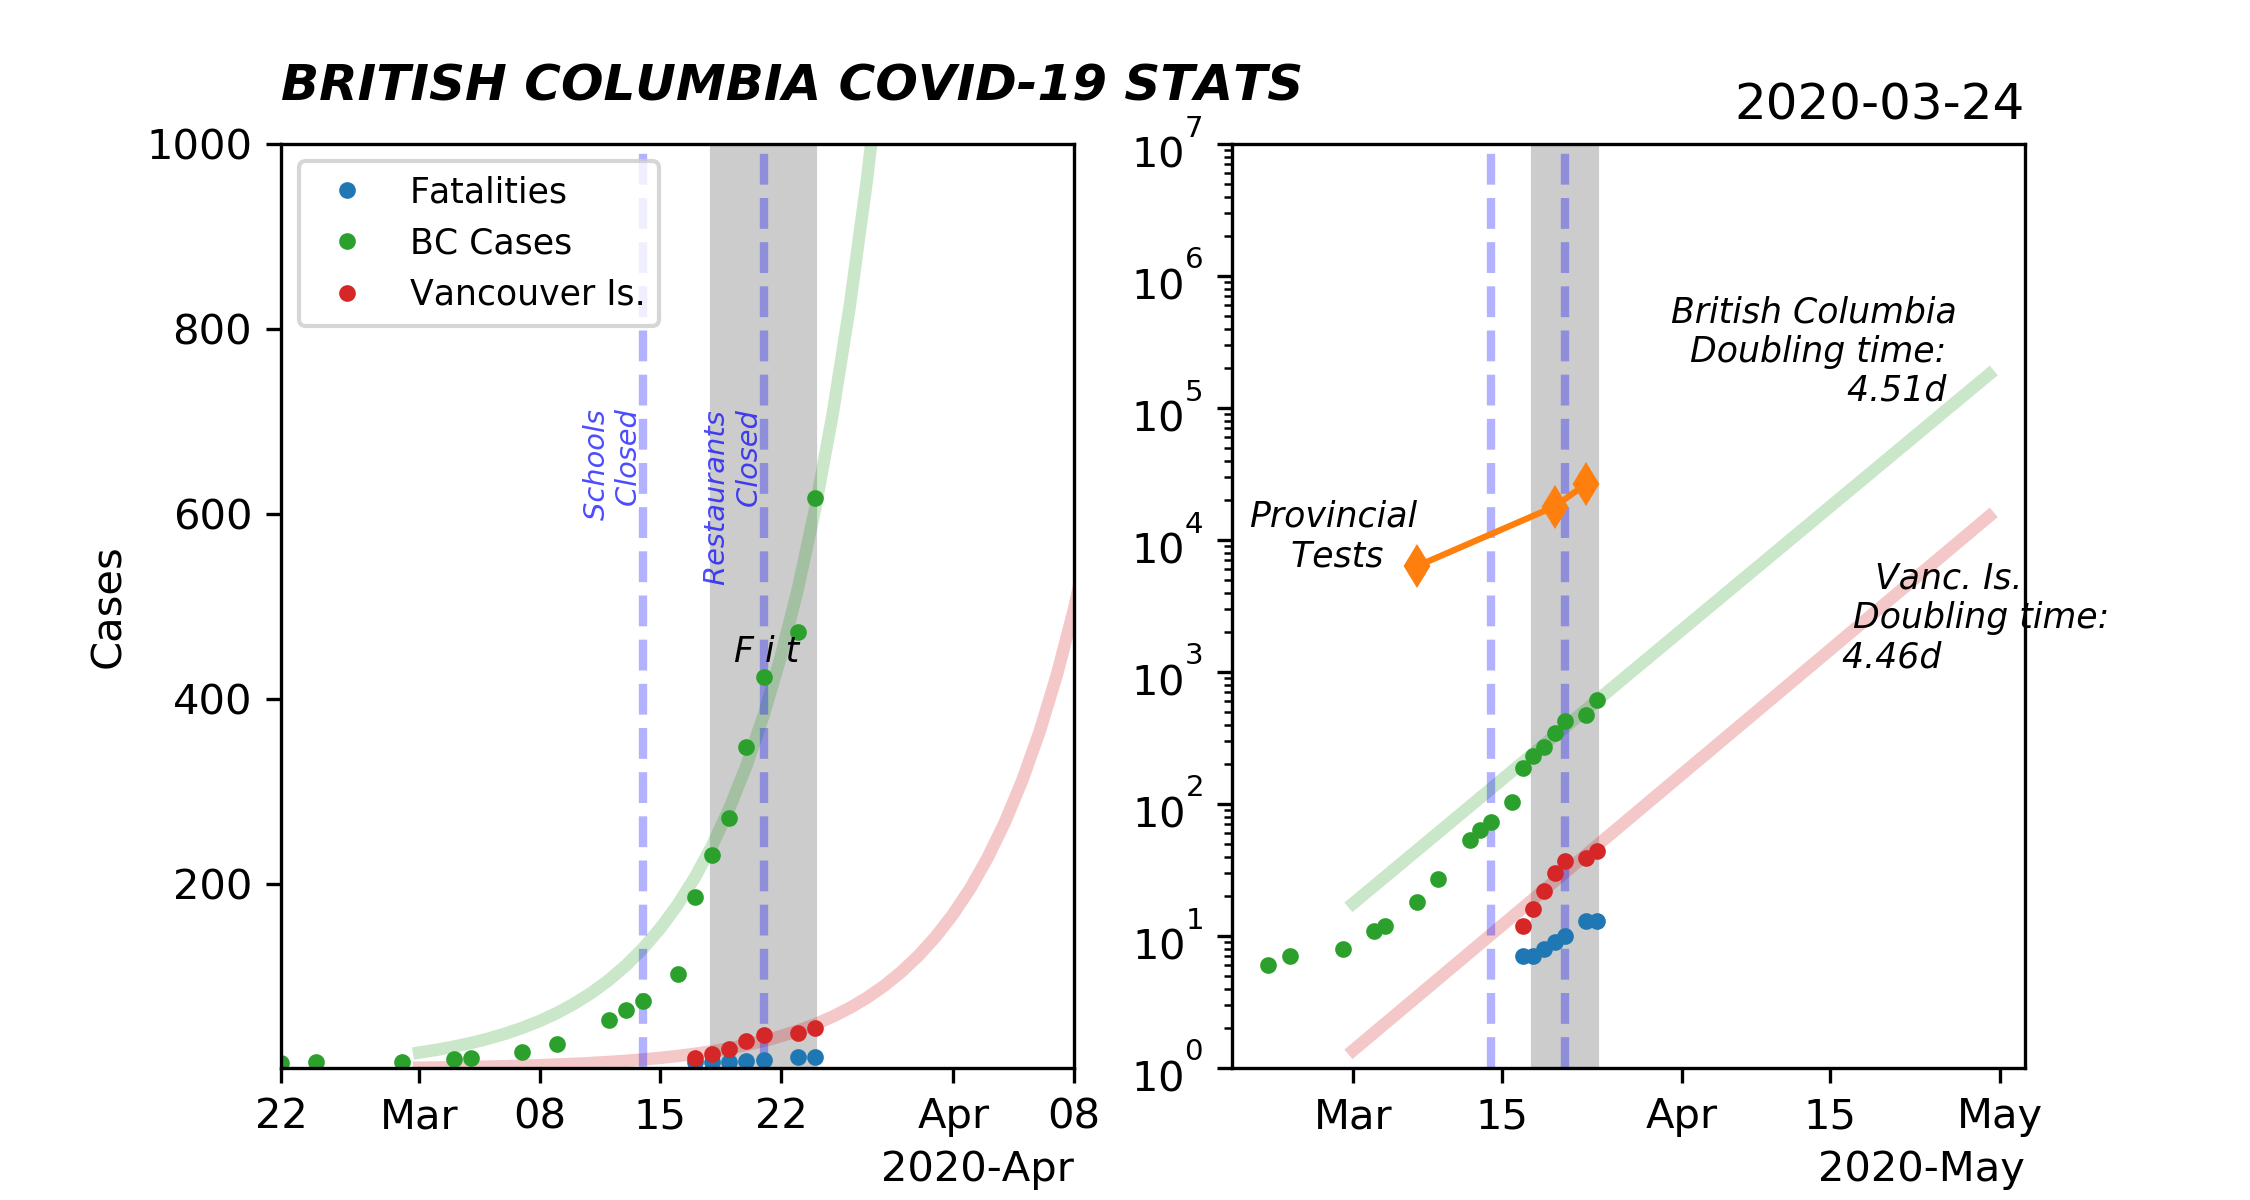 BRITISH COLUMBIA COVID-19 STATS
2020-03-24
1000
800
600
400
200
Cases
Fatalities
BC Cases
Vancouver Is.
Schools
Closed
Restaurants
Closed
F i t
22 Mar 08 15 22 Apr 08
2020-Apr
10^7
10^6
10^5
10^4
10^3
10^2
10^1
10^0
British Columbia
Doubling time:
4.51d
Provincial
Tests
Vanc. Is.
Doubling time:
4.46d
Mar 15 Apr 15 May
2020-May